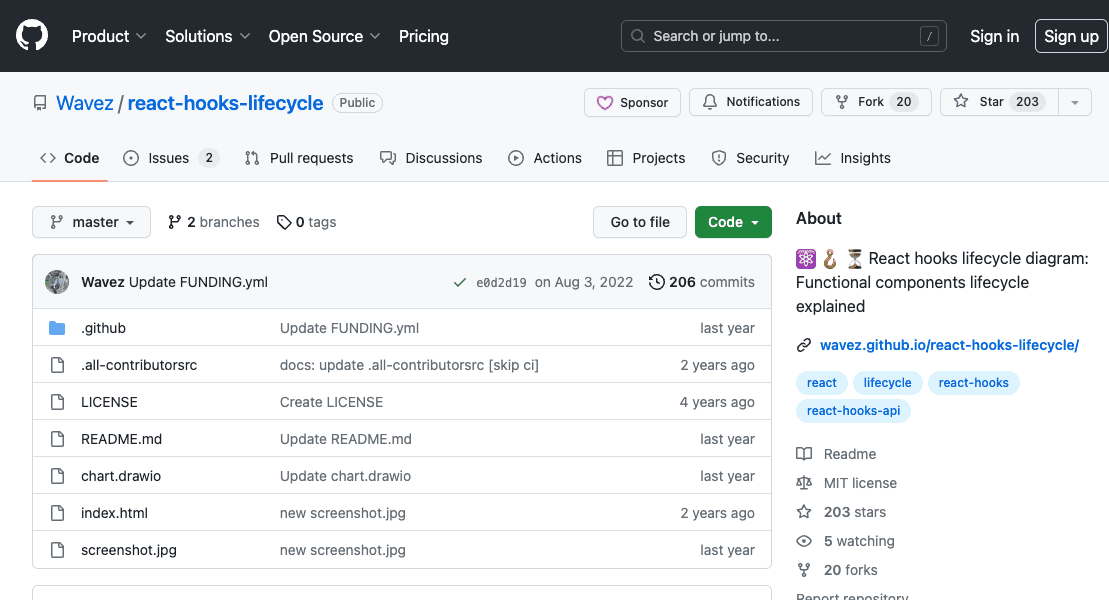 Product Solutions Open Source Pricing Search or jump to... / Sign in Sign up
Wavez / react-hooks-lifecycle Public Sponsor Notifications Fork 20 Star 203
Code Issues 2 Pull requests Discussions Actions Projects Security Insights
master 2 branches 0 tags Go to file Code
Wavez Update FUNDING.yml e0d2d19 on Aug 3, 2022 206 commits
.github Update FUNDING.yml last year
.all-contributorsrc docs: update .all-contributorsrc [skip ci] 2 years ago
LICENSE Create LICENSE 4 years ago
README.md Update README.md last year
chart.drawio Update chart.drawio last year
index.html new screenshot.jpg 2 years ago
screenshot.jpg new screenshot.jpg last year
About
React hooks lifecycle diagram:
Functional components lifecycle
explained
wavez.github.io/react-hooks-lifecycle/
react lifecycle react-hooks
react-hooks-api
Readme
MIT license
203 stars
5 watching
20 forks
Report repository